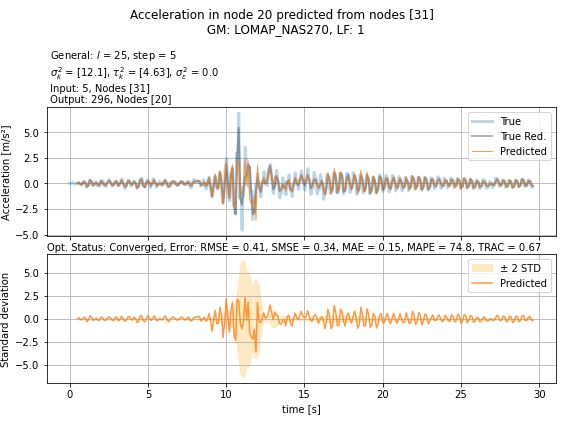 Acceleration in node 20 predicted from nodes [31]
GM: LOMAP_NAS270, LF: 1
General: l = 25, step = 5
σ²ₖ = [12.1], τ²ₖ = [4.63], σ²ε = 0.0
Input: 5, Nodes [31]
Output: 296, Nodes [20]
Acceleration [m/s²]
5.0
2.5
0.0
−2.5
−5.0
True
True Red.
Predicted
Opt. Status: Converged, Error: RMSE = 0.41, SMSE = 0.34, MAE = 0.15, MAPE = 74.8, TRAC = 0.67
Standard deviation
5.0
2.5
0.0
−2.5
−5.0
± 2 STD
Predicted
0 5 10 15 20 25 30
time [s]